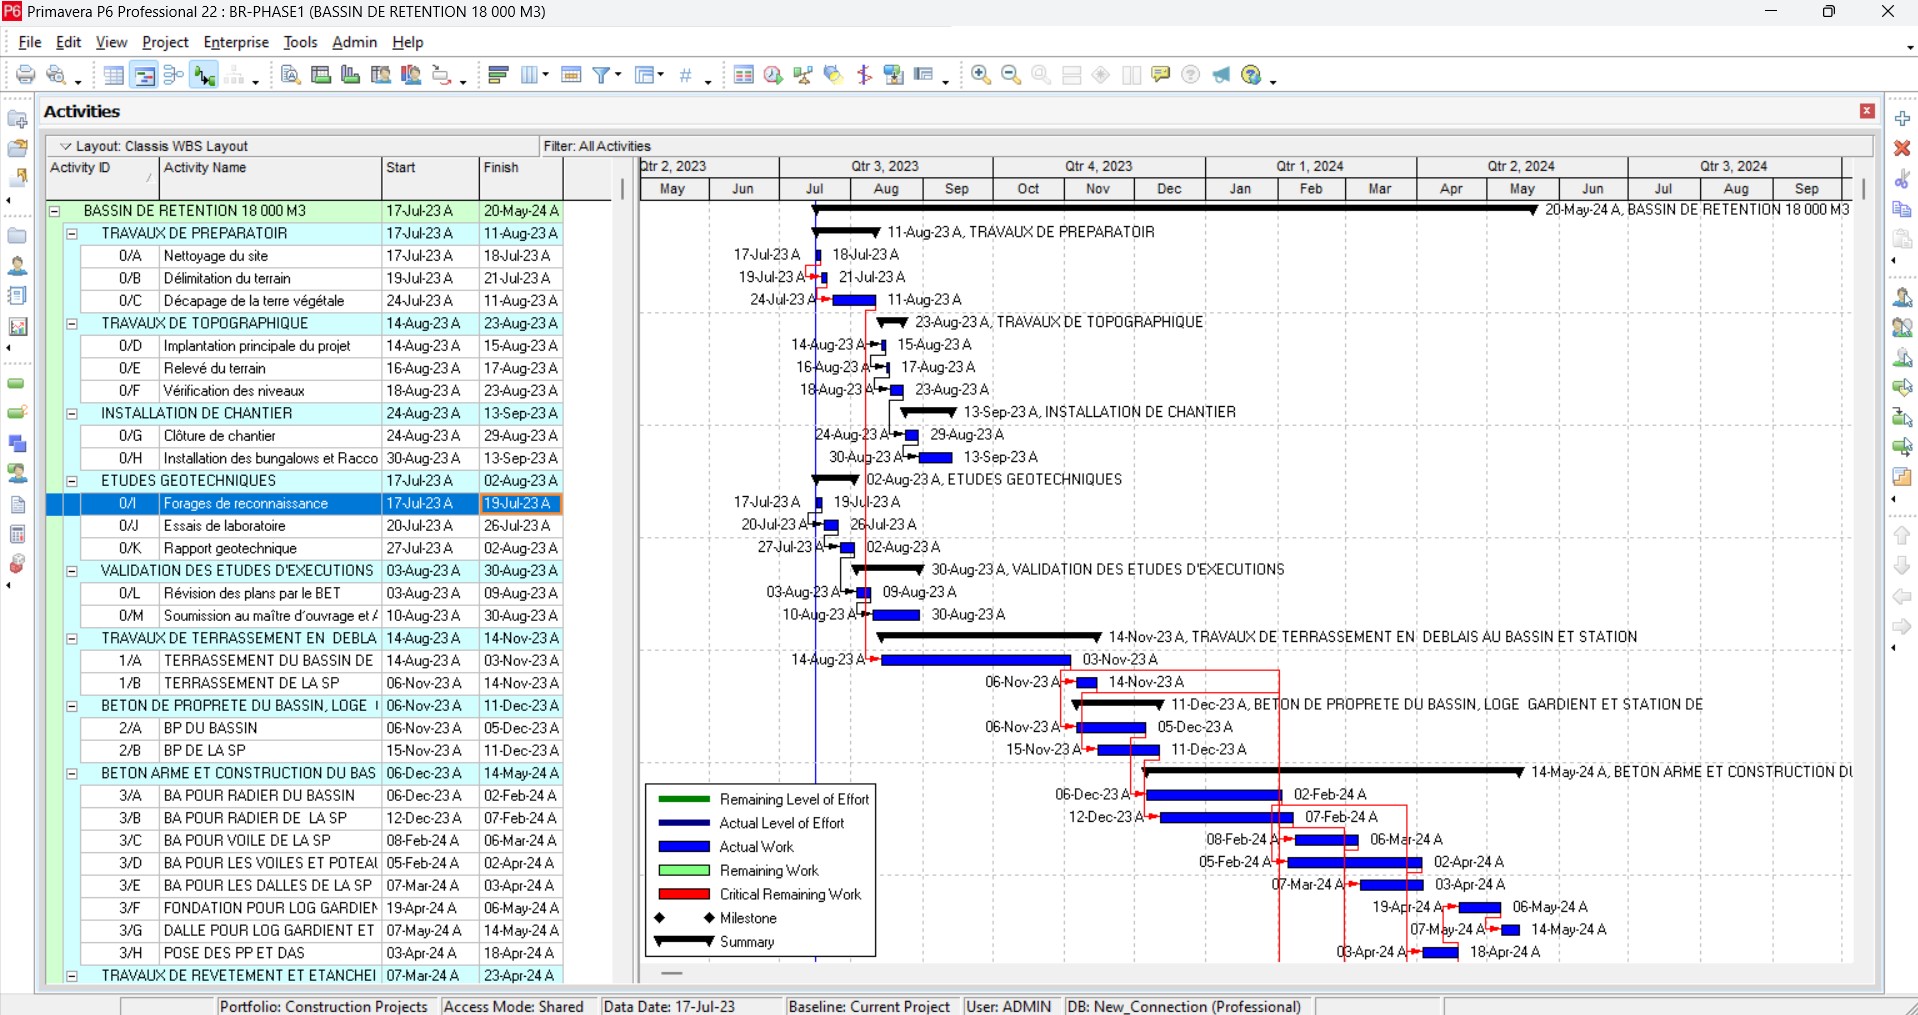 Primavera P6 Professional 22 : BR-PHASE1 (BASSIN DE RETENTION 18 000 M3)
File Edit View Project Enterprise Tools Admin Help
Activities
Layout: Classis WBS Layout
Filter: All Activities
Activity ID Activity Name Start Finish
Qtr 2, 2023 Qtr 3, 2023 Qtr 4, 2023 Qtr 1, 2024 Qtr 2, 2024 Qtr 3, 2024
May Jun Jul Aug Sep Oct Nov Dec Jan Feb Mar Apr May Jun Jul Aug Sep
BASSIN DE RETENTION 18 000 M3 17-Jul-23 A 20-May-24 A 20-May-24 A, BASSIN DE RETENTION 18 000 M3
TRAVAUX DE PREPARATOIR 17-Jul-23 A 11-Aug-23 A 11-Aug-23 A, TRAVAUX DE PREPARATOIR
0/A Nettoyage du site 17-Jul-23 A 18-Jul-23 A 17-Jul-23 A 18-Jul-23 A
0/B Délimitation du terrain 19-Jul-23 A 21-Jul-23 A 19-Jul-23 A 21-Jul-23 A
0/C Décapage de la terre végétale 24-Jul-23 A 11-Aug-23 A 24-Jul-23 A 11-Aug-23 A
TRAVAUX DE TOPOGRAPHIQUE 14-Aug-23 A 23-Aug-23 A 23-Aug-23 A, TRAVAUX DE TOPOGRAPHIQUE
0/D Implantation principale du projet 14-Aug-23 A 15-Aug-23 A 14-Aug-23 A 15-Aug-23 A
0/E Relevé du terrain 16-Aug-23 A 17-Aug-23 A 16-Aug-23 A 17-Aug-23 A
0/F Vérification des niveaux 18-Aug-23 A 23-Aug-23 A 18-Aug-23 A 23-Aug-23 A
INSTALLATION DE CHANTIER 24-Aug-23 A 13-Sep-23 A 13-Sep-23 A, INSTALLATION DE CHANTIER
0/G Clôture de chantier 24-Aug-23 A 29-Aug-23 A 24-Aug-23 A 29-Aug-23 A
0/H Installation des bungalows et Racco 30-Aug-23 A 13-Sep-23 A 30-Aug-23 A 13-Sep-23 A
ETUDES GEOTECHNIQUES 17-Jul-23 A 02-Aug-23 A 02-Aug-23 A, ETUDES GEOTECHNIQUES
0/I Forages de reconnaissance 17-Jul-23 A 19-Jul-23 A 17-Jul-23 A 19-Jul-23 A
0/J Essais de laboratoire 20-Jul-23 A 26-Jul-23 A 20-Jul-23 A 26-Jul-23 A
0/K Rapport geotechnique 27-Jul-23 A 02-Aug-23 A 27-Jul-23 A 02-Aug-23 A
VALIDATION DES ETUDES D'EXECUTIONS 03-Aug-23 A 30-Aug-23 A 30-Aug-23 A, VALIDATION DES ETUDES D'EXECUTIONS
0/L Révision des plans par le BET 03-Aug-23 A 09-Aug-23 A 03-Aug-23 A 09-Aug-23 A
0/M Soumission au maître d'ouvrage et 10-Aug-23 A 30-Aug-23 A 10-Aug-23 A 30-Aug-23 A
TRAVAUX DE TERRASSEMENT EN DEBLA 14-Aug-23 A 14-Nov-23 A 14-Nov-23 A, TRAVAUX DE TERRASSEMENT EN DEBLAIS AU BASSIN ET STATION
1/A TERRASSEMENT DU BASSIN DE 14-Aug-23 A 03-Nov-23 A 14-Aug-23 A 03-Nov-23 A
1/B TERRASSEMENT DE LA SP 06-Nov-23 A 14-Nov-23 A 06-Nov-23 A 14-Nov-23 A
BETON DE PROPRETE DU BASSIN, LOGE 06-Nov-23 A 11-Dec-23 A 11-Dec-23 A, BETON DE PROPRETE DU BASSIN, LOGE GARDIENT ET STATION DE
2/A BP DU BASSIN 06-Nov-23 A 05-Dec-23 A 06-Nov-23 A 05-Dec-23 A
2/B BP DE LA SP 15-Nov-23 A 11-Dec-23 A 15-Nov-23 A 11-Dec-23 A
BETON ARME ET CONSTRUCTION DU BAS 06-Dec-23 A 14-May-24 A 14-May-24 A, BETON ARME ET CONSTRUCTION DU
3/A BA POUR RADIER DU BASSIN 06-Dec-23 A 02-Feb-24 A 06-Dec-23 A 02-Feb-24 A
3/B BA POUR RADIER DE LA SP 12-Dec-23 A 07-Feb-24 A 12-Dec-23 A 07-Feb-24 A
3/C BA POUR VOILE DE LA SP 08-Feb-24 A 06-Mar-24 A 08-Feb-24 A 06-Mar-24 A
3/D BA POUR LES VOILES ET POTEAU 05-Feb-24 A 02-Apr-24 A 05-Feb-24 A 02-Apr-24 A
3/E BA POUR LES DALLES DE LA SP 07-Mar-24 A 03-Apr-24 A 07-Mar-24 A 03-Apr-24 A
3/F FONDATION POUR LOG GARDIEN 19-Apr-24 A 06-May-24 A 19-Apr-24 A 06-May-24 A
3/G DALLE POUR LOG GARDIENT ET 07-May-24 A 14-May-24 A 07-May-24 A 14-May-24 A
3/H POSE DES PP ET DAS 03-Apr-24 A 18-Apr-24 A 03-Apr-24 A 18-Apr-24 A
TRAVAUX DE REVETEMENT ET ETANCHEI 07-Mar-24 A 23-Apr-24 A
Remaining Level of Effort
Actual Level of Effort
Actual Work
Remaining Work
Critical Remaining Work
Milestone
Summary
Portfolio: Construction Projects Access Mode: Shared Data Date: 17-Jul-23 Baseline: Current Project User: ADMIN DB: New_Connection (Professional)